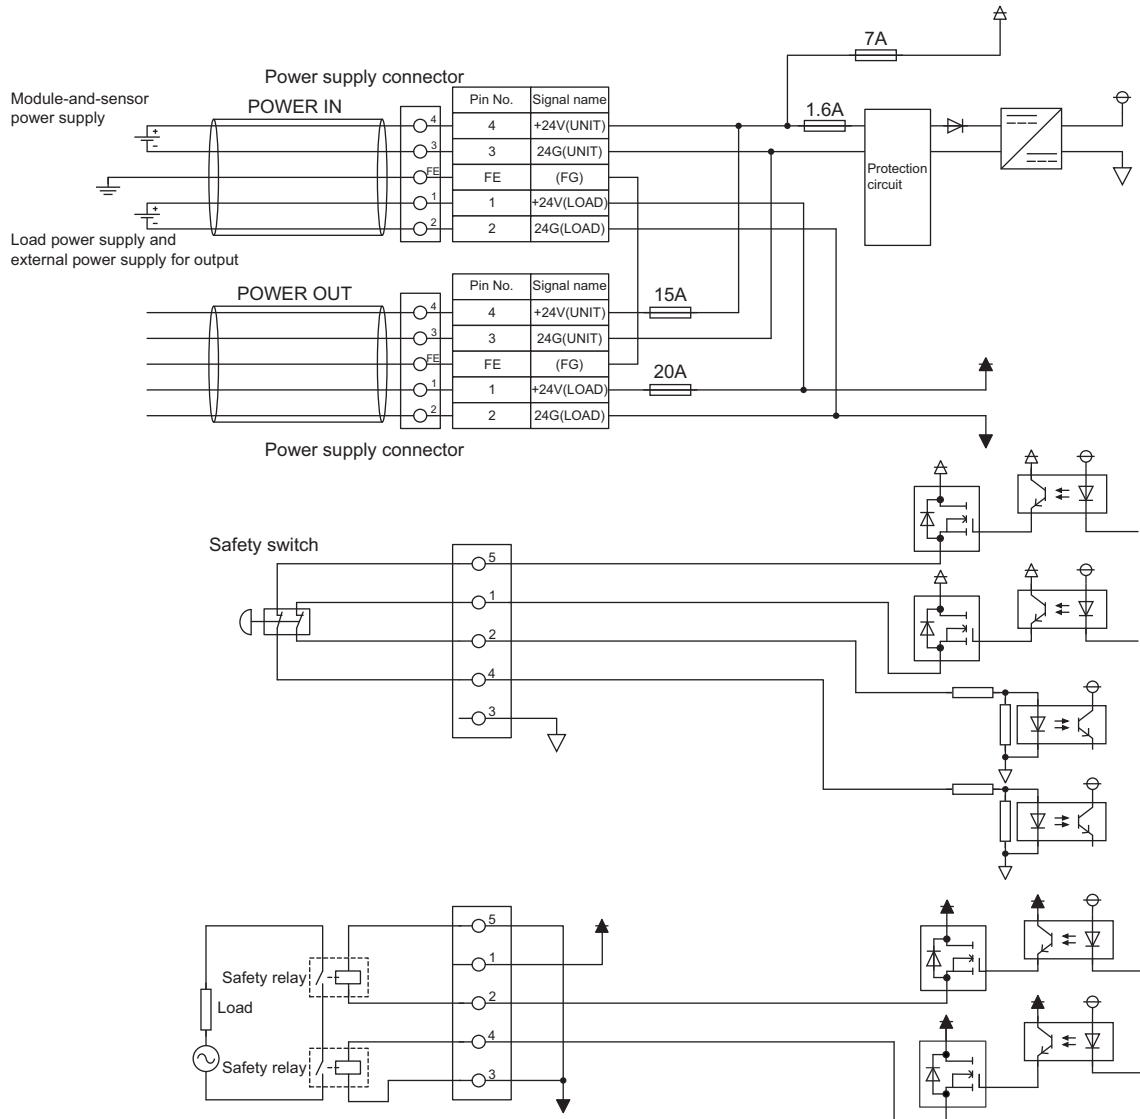 7A
Power supply connector
Module-and-sensor
power supply
POWER IN
Pin No. Signal name
1.6A
4 4 +24V(UNIT)
3 3 24G(UNIT)
FE FE (FG)
1 1 +24V(LOAD)
2 2 24G(LOAD)
+
-
+
-
Protection
circuit
Load power supply and
external power supply for output
POWER OUT
Pin No. Signal name
15A
4 4 +24V(UNIT)
3 3 24G(UNIT)
FE FE (FG)
20A
1 1 +24V(LOAD)
2 2 24G(LOAD)
Power supply connector
Safety switch
5
1
2
4
3
5
Safety relay
1
Load
2
4
Safety relay
3